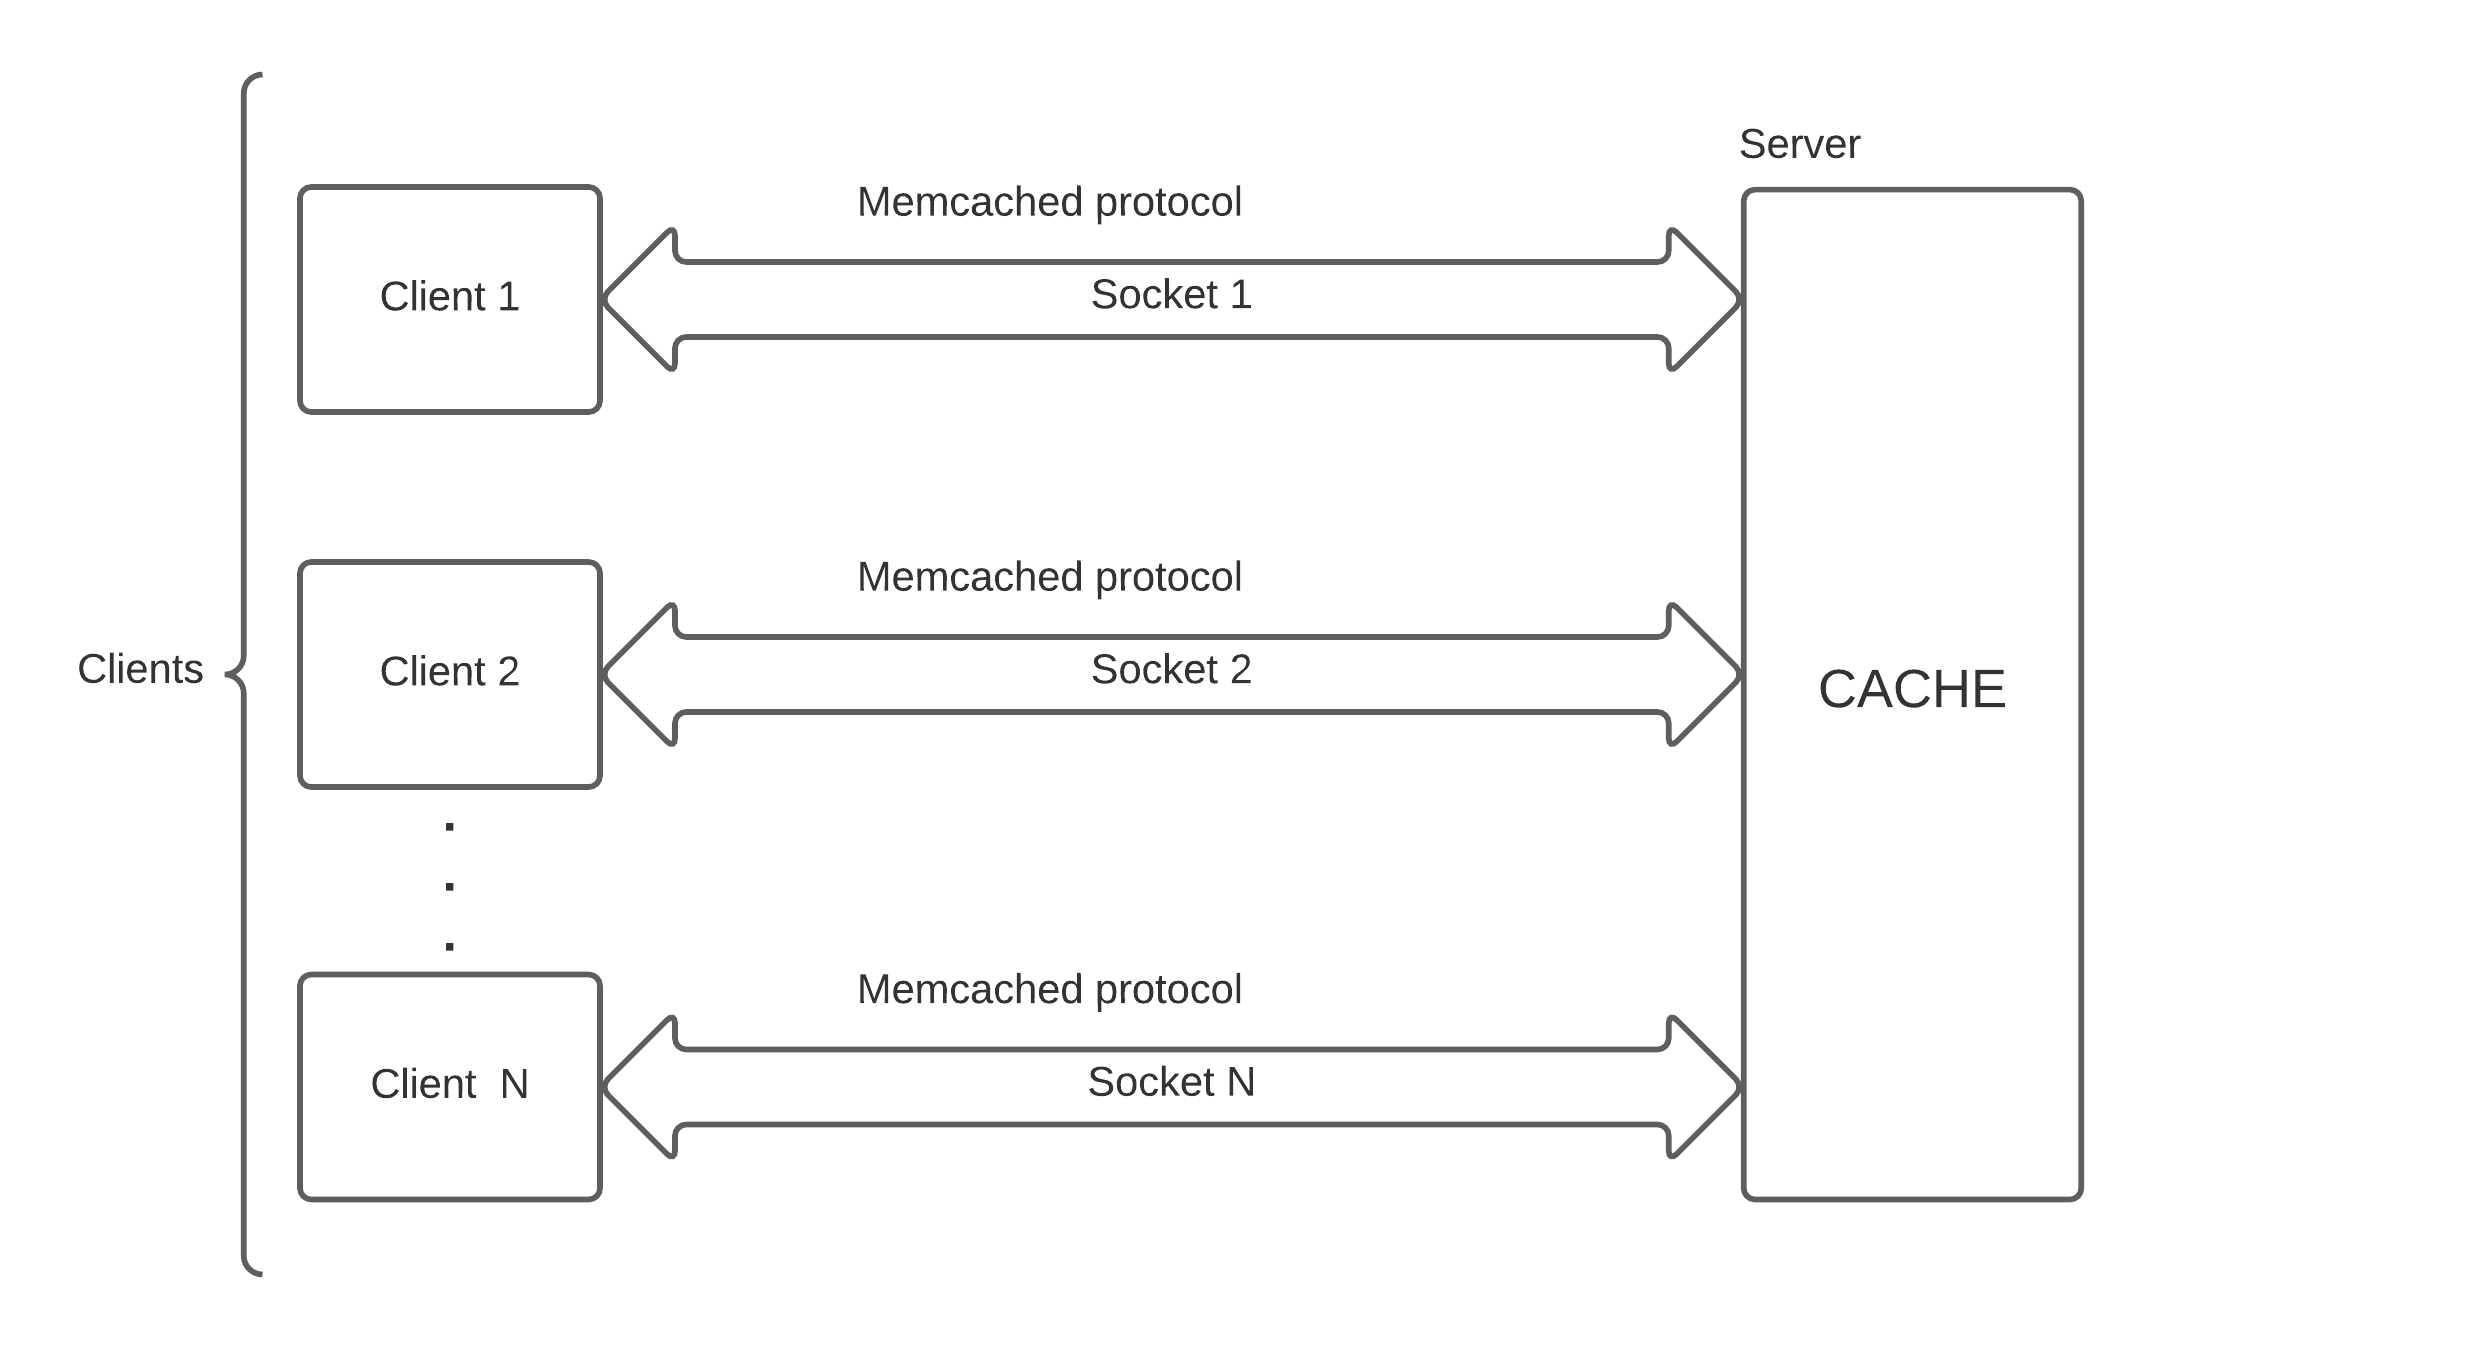 Server
Memcached protocol
Client 1
Socket 1
Memcached protocol
Clients
Client 2
Socket 2
CACHE
.
.
.
Memcached protocol
Client  N
Socket N